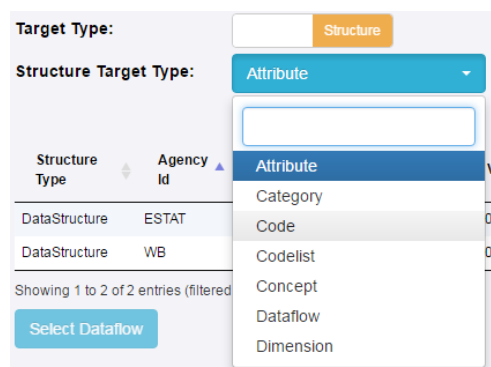 Target Type:
Structure
Structure Target Type:
Attribute
Structure Type
Agency Id
Attribute
Category
Code
Codelist
Concept
Dataflow
Dimension
DataStructure ESTAT
DataStructure WB
Showing 1 to 2 of 2 entries (filtered
Select Dataflow